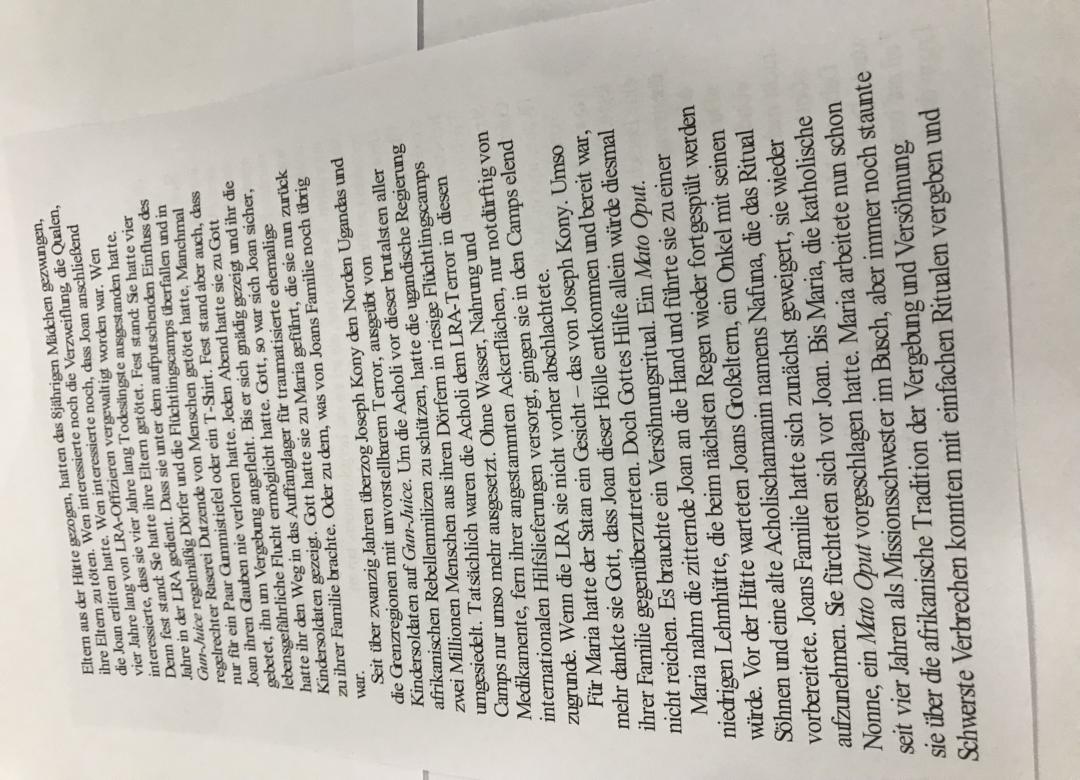 Eltern aus der Hütte gezogen, hatten das 8jährigen Mädchen gezwungen,
ihre Eltern zu töten. Wen interessierte noch die Verzweiflung, die Qualen,
die Joan erlitten hatte. Wen interessierte noch, dass Joan anschließend
vier Jahre lang von LRA-Offizieren vergewaltigt worden war. Wen
interessierte, dass sie vier Jahre lang Todesängste ausgestanden hatte.
Denn fest stand: Sie hatte ihre Eltern getötet. Fest stand: Sie hatte vier
Jahre in der LRA gedient. Dass sie unter dem aufputschenden Einfluss des
Gun-Juice regelmäßig Dörfer und die Flüchtlingscamps überfallen und in
regelrechter Raserei Dutzende von Menschen getötet hatte. Manchmal
nur für ein Paar Gummistiefel oder ein T-Shirt. Fest stand aber auch, dass
Joan ihren Glauben nie verloren hatte. Jeden Abend hatte sie zu Gott
gebetet, ihn um Vergebung angefleht. Bis er sich gnädig gezeigt und ihr die
lebensgefährliche Flucht ermöglicht hatte. Gott, so war sich Joan sicher,
hatte ihr den Weg in das Auffanglager für traumatisierte ehemalige
Kindersoldaten gezeigt. Gott hatte sie zu Maria geführt, die sie nun zurück
zu ihrer Familie brachte. Oder zu dem, was von Joans Familie noch übrig
war.
Seit über zwanzig Jahren überzog Joseph Kony den Norden Ugandas und
die Grenzregionen mit unvorstellbarem Terror, ausgeübt von
Kindersoldaten auf Gun-Juice. Um die Acholi vor dieser brutalsten aller
afrikanischen Rebellenmilizen zu schützen, hatte die ugandische Regierung
zwei Millionen Menschen aus ihren Dörfern in riesige Flüchtlingscamps
umgesiedelt. Tatsächlich waren die Acholi dem LRA-Terror in diesen
Camps nur umso mehr ausgesetzt. Ohne Wasser, Nahrung und
Medikamente, fern ihrer angestammten Ackerflächen, nur notdürftig von
internationalen Hilfslieferungen versorgt, gingen sie in den Camps elend
zugrunde. Wenn die LRA sie nicht vorher abschlachtete.
Für Maria hatte der Satan ein Gesicht – das von Joseph Kony. Umso
mehr dankte sie Gott, dass Joan dieser Hölle entkommen und bereit war,
ihrer Familie gegenüberzutreten. Doch Gottes Hilfe allein würde diesmal
nicht reichen. Es brauchte ein Versöhnungsritual. Ein Mato Oput.
Maria nahm die zitternde Joan an die Hand und führte sie zu einer
niedrigen Lehmhütte, die beim nächsten Regen wieder fortgespült werden
würde. Vor der Hütte warteten Joans Großeltern, ein Onkel mit seinen
Söhnen und eine alte Acholischamanin namens Nafuna, die das Ritual
vorbereitete. Joans Familie hatte sich zunächst geweigert, sie wieder
aufzunehmen. Sie fürchteten sich vor Joan. Bis Maria, die katholische
Nonne, ein Mato Oput vorgeschlagen hatte. Maria arbeitete nun schon
seit vier Jahren als Missionsschwester im Busch, aber immer noch staunte
sie über die afrikanische Tradition der Vergebung und Versöhnung.
Schwerste Verbrechen konnten mit einfachen Ritualen vergeben und